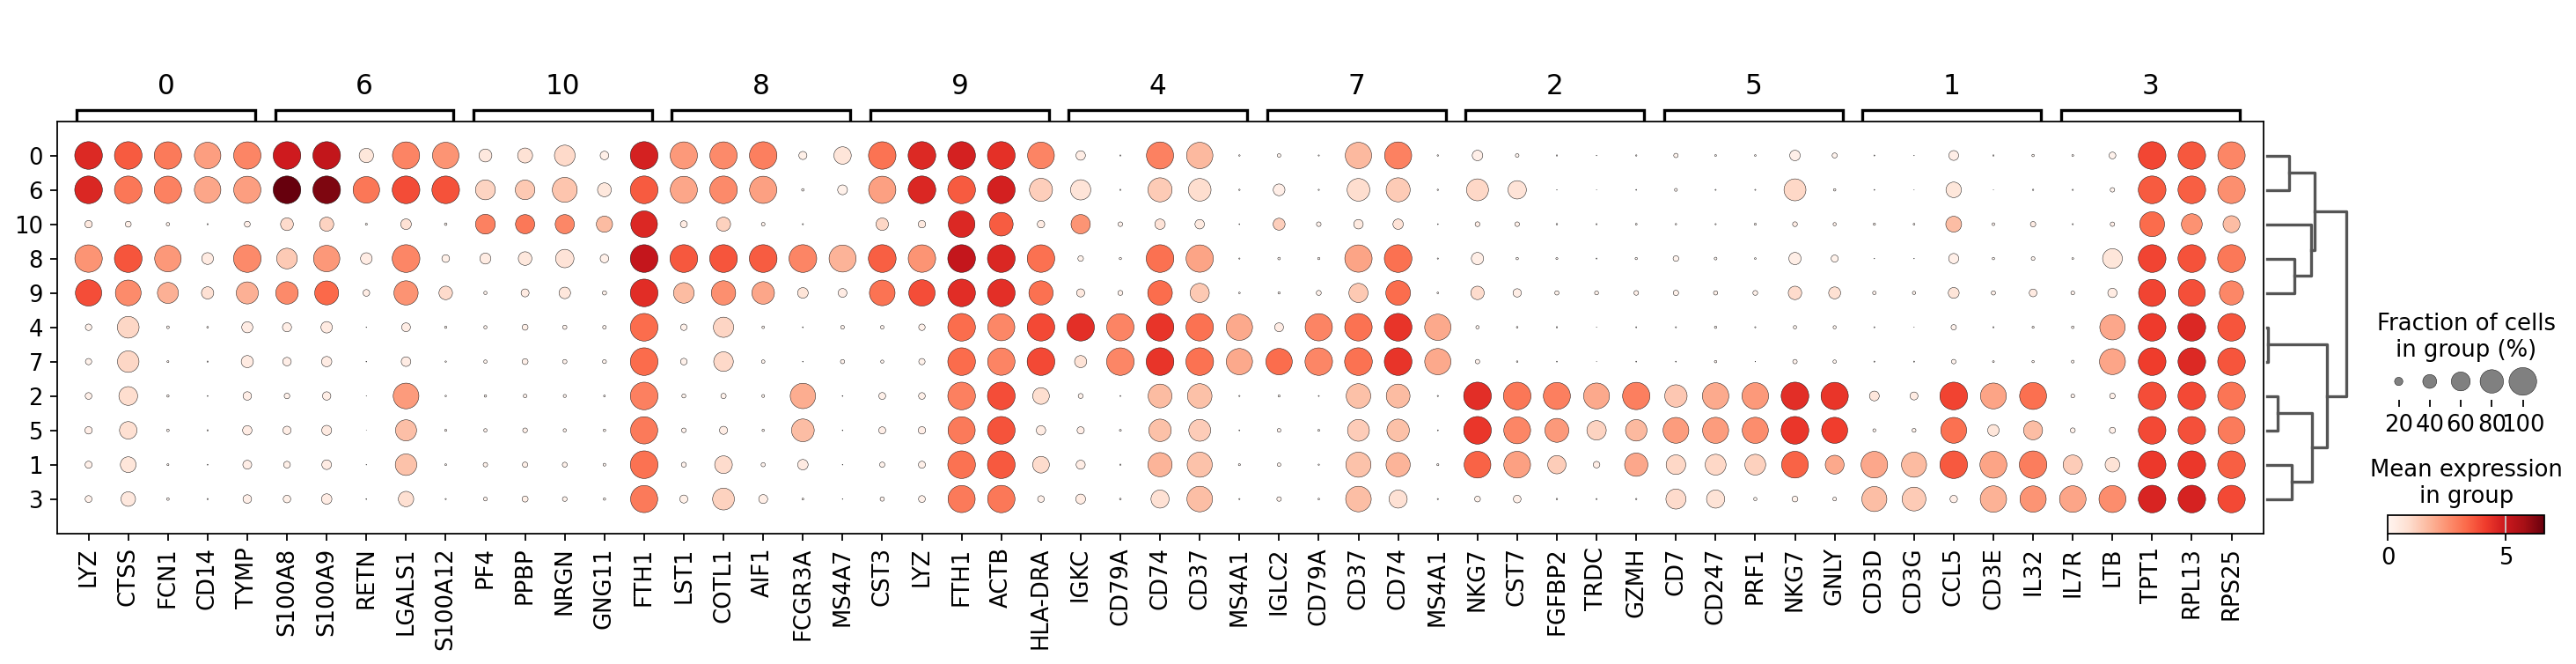 0 6 10 8 9 4 7 2 5 1 3
0
6
10
8
9
4
7
2
5
1
3
LYZ CTSS FCN1 CD14 TYMP S100A8 S100A9 RETN LGALS1 S100A12 PF4 PPBP NRGN GNG11 FTH1 LST1 COTL1 AIF1 FCGR3A MS4A7 CST3 LYZ FTH1 ACTB HLA-DRA IGKC CD79A CD74 CD37 MS4A1 IGLC2 CD79A CD37 CD74 MS4A1 NKG7 CST7 FGFBP2 TRDC GZMH CD7 CD247 PRF1 NKG7 GNLY CD3D CD3G CCL5 CD3E IL32 IL7R LTB TPT1 RPL13 RPS25
Fraction of cells
in group (%)
20 40 60 80 100
Mean expression
in group
0 5